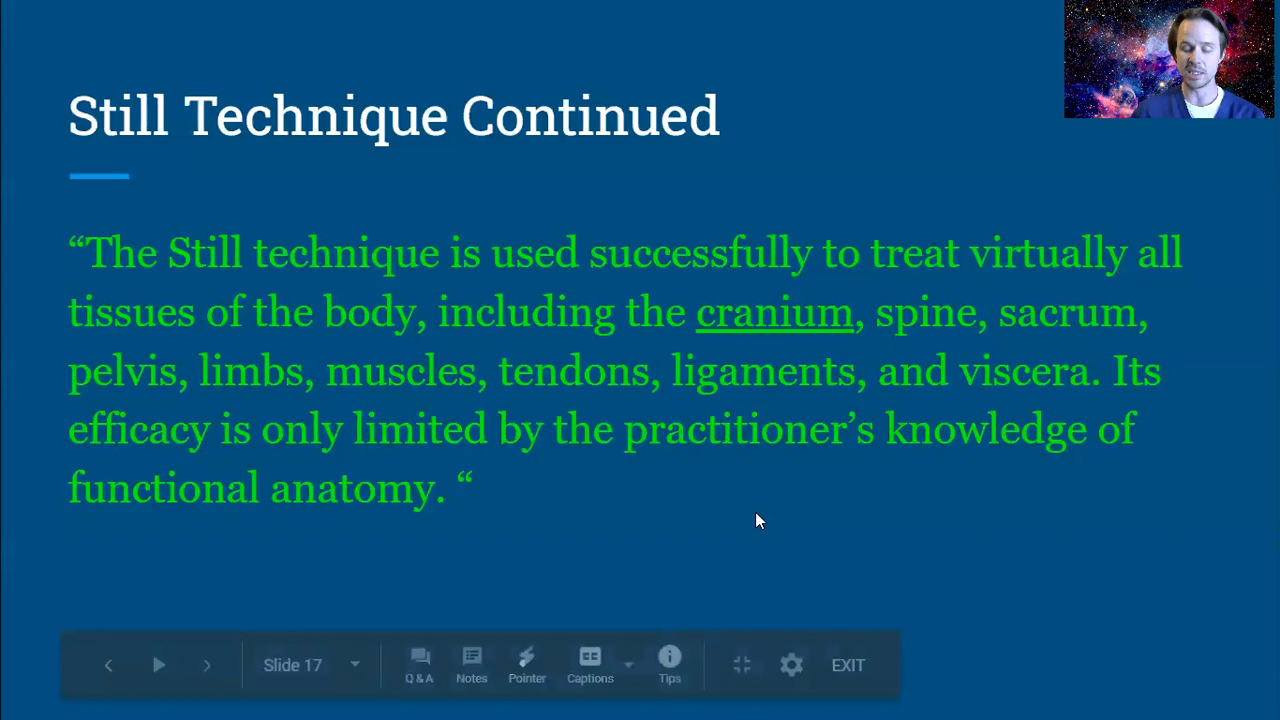 Still Technique Continued
“The Still technique is used successfully to treat virtually all
tissues of the body, including the cranium, spine, sacrum,
pelvis, limbs, muscles, tendons, ligaments, and viscera. Its
efficacy is only limited by the practitioner’s knowledge of
functional anatomy. “
Slide 17
Q & A
Notes
Pointer
Captions
Tips
EXIT